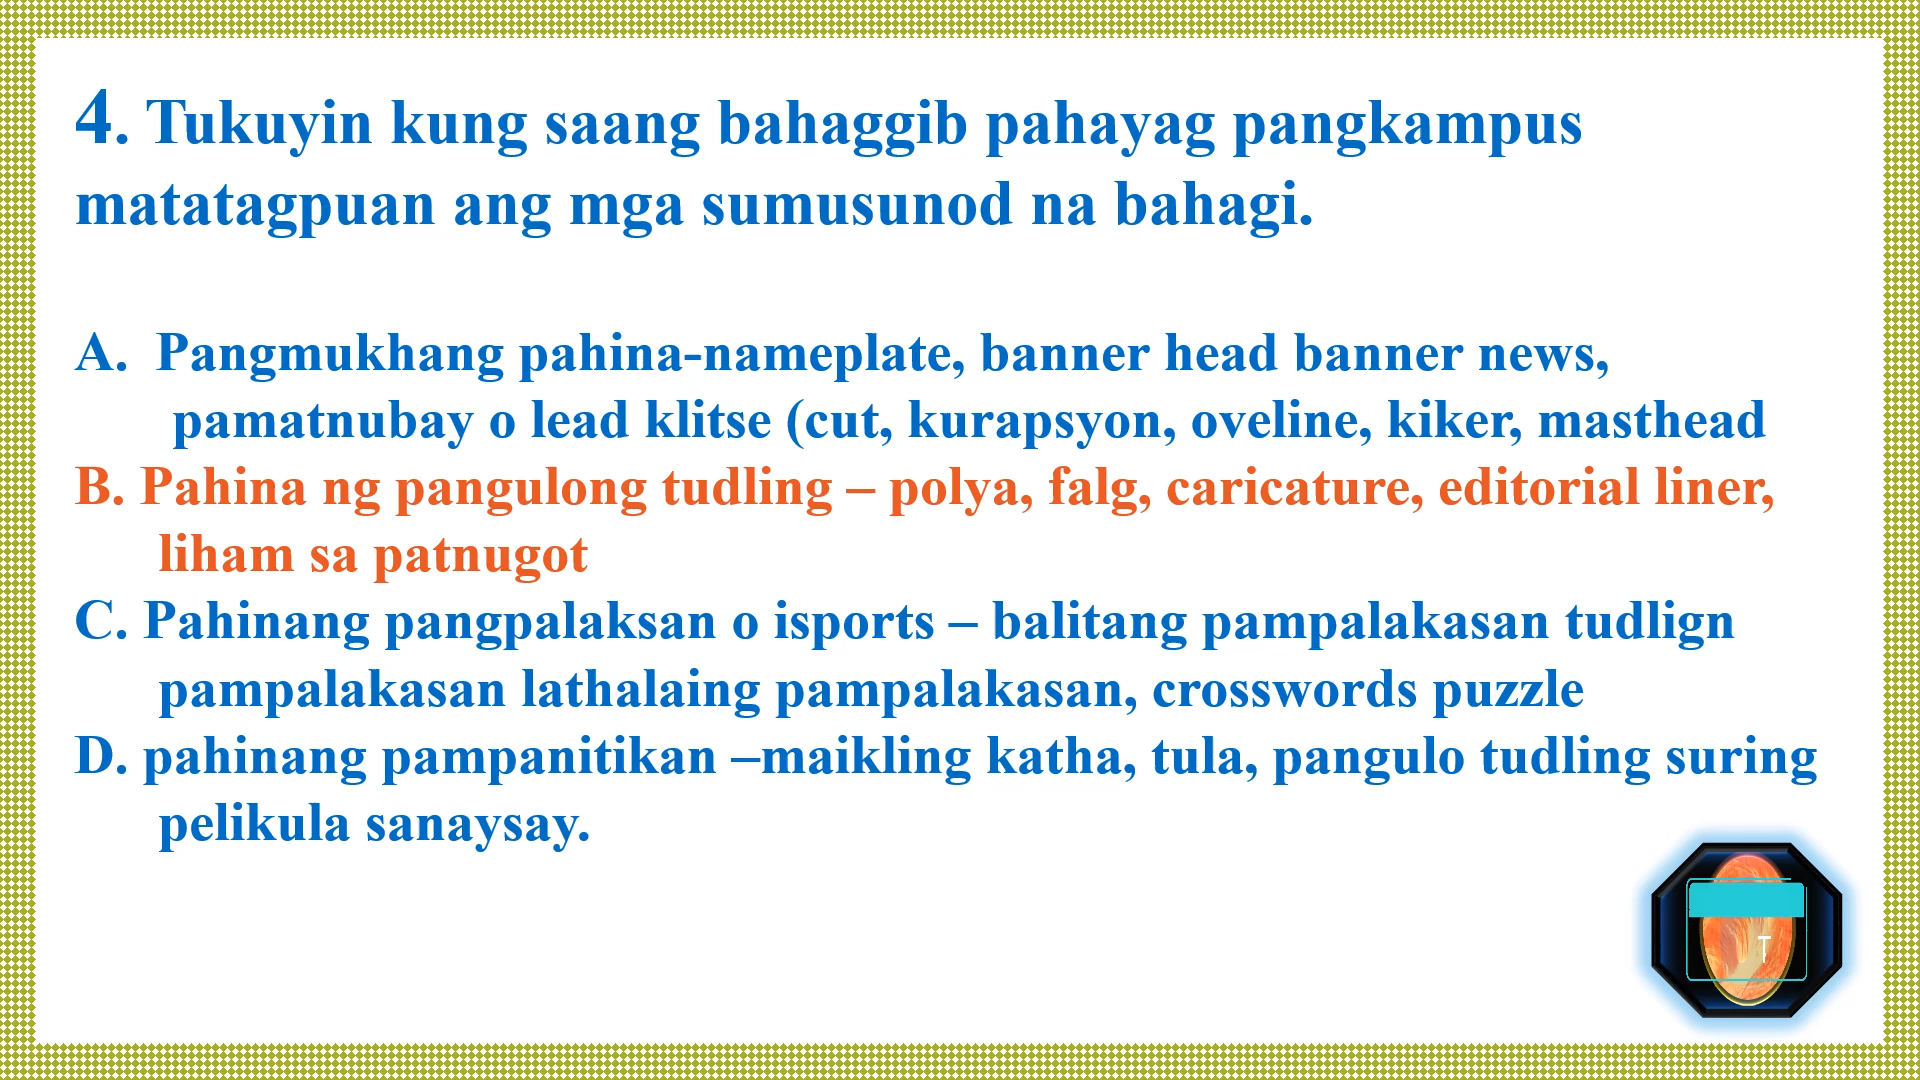 4. Tukuyin kung saang bahaggib pahayag pangkampus
matatagpuan ang mga sumusunod na bahagi.
A. Pangmukhang pahina-nameplate, banner head banner news,
pamatnubay o lead klitse (cut, kurapsyon, oveline, kiker, masthead
B. Pahina ng pangulong tudling – polya, falg, caricature, editorial liner,
liham sa patnugot
C. Pahinang pangpalaksan o isports – balitang pampalakasan tudlign
pampalakasan lathalaing pampalakasan, crosswords puzzle
D. pahinang pampanitikan –maikling katha, tula, pangulo tudling suring
pelikula sanaysay.
T